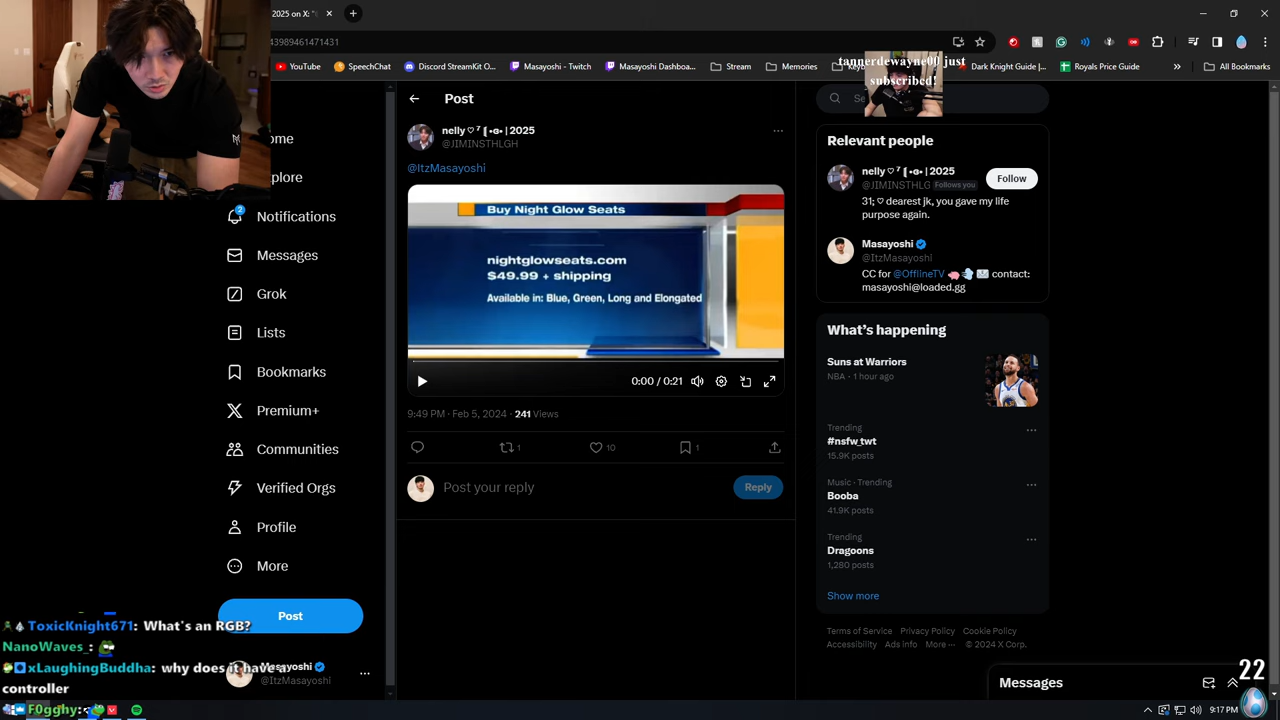 2025 on X: "
43989461471431
YouTube
SpeechChat
Discord StreamKit O...
Masayoshi - Twitch
Masayoshi Dashboa...
tannerdewayne00 just
subscribed!
Dark Knight Guide | ...
Royals Price Guide
»
All Bookmarks
Home
Explore
2
Notifications
Messages
Grok
Lists
Bookmarks
Premium+
Communities
Verified Orgs
Profile
More
Post
Masayoshi
@ItzMasayoshi
Post
nelly ♡ ⁷ | 2025
@JIMINSTHLGH
@ItzMasayoshi
Buy Night Glow Seats
nightglowseats.com
$49.99 + shipping
Available in: Blue, Green, Long and Elongated
0:00 / 0:21
9:49 PM · Feb 5, 2024 · 241 Views
1
10
1
Post your reply
Reply
Se
Relevant people
nelly ♡ ⁷ | 2025
@JIMINSTHLG Follows you
Follow
31; ♡ dearest jk, you gave my life
purpose again.
Masayoshi
@ItzMasayoshi
CC for @OfflineTV 🐖💨 ✉️ contact:
masayoshi@loaded.gg
What's happening
Suns at Warriors
NBA · 1 hour ago
Trending
#nsfw_twt
15.9K posts
Music · Trending
Booba
41.9K posts
Trending
Dragoons
1,280 posts
Show more
Terms of Service Privacy Policy Cookie Policy
Accessibility Ads info More ··· © 2024 X Corp.
Messages
22
ToxicKnight671: What's an RGB?
NanoWaves_:
xLaughingBuddha: why does it have a
controller
F0gghy:
9:17 PM